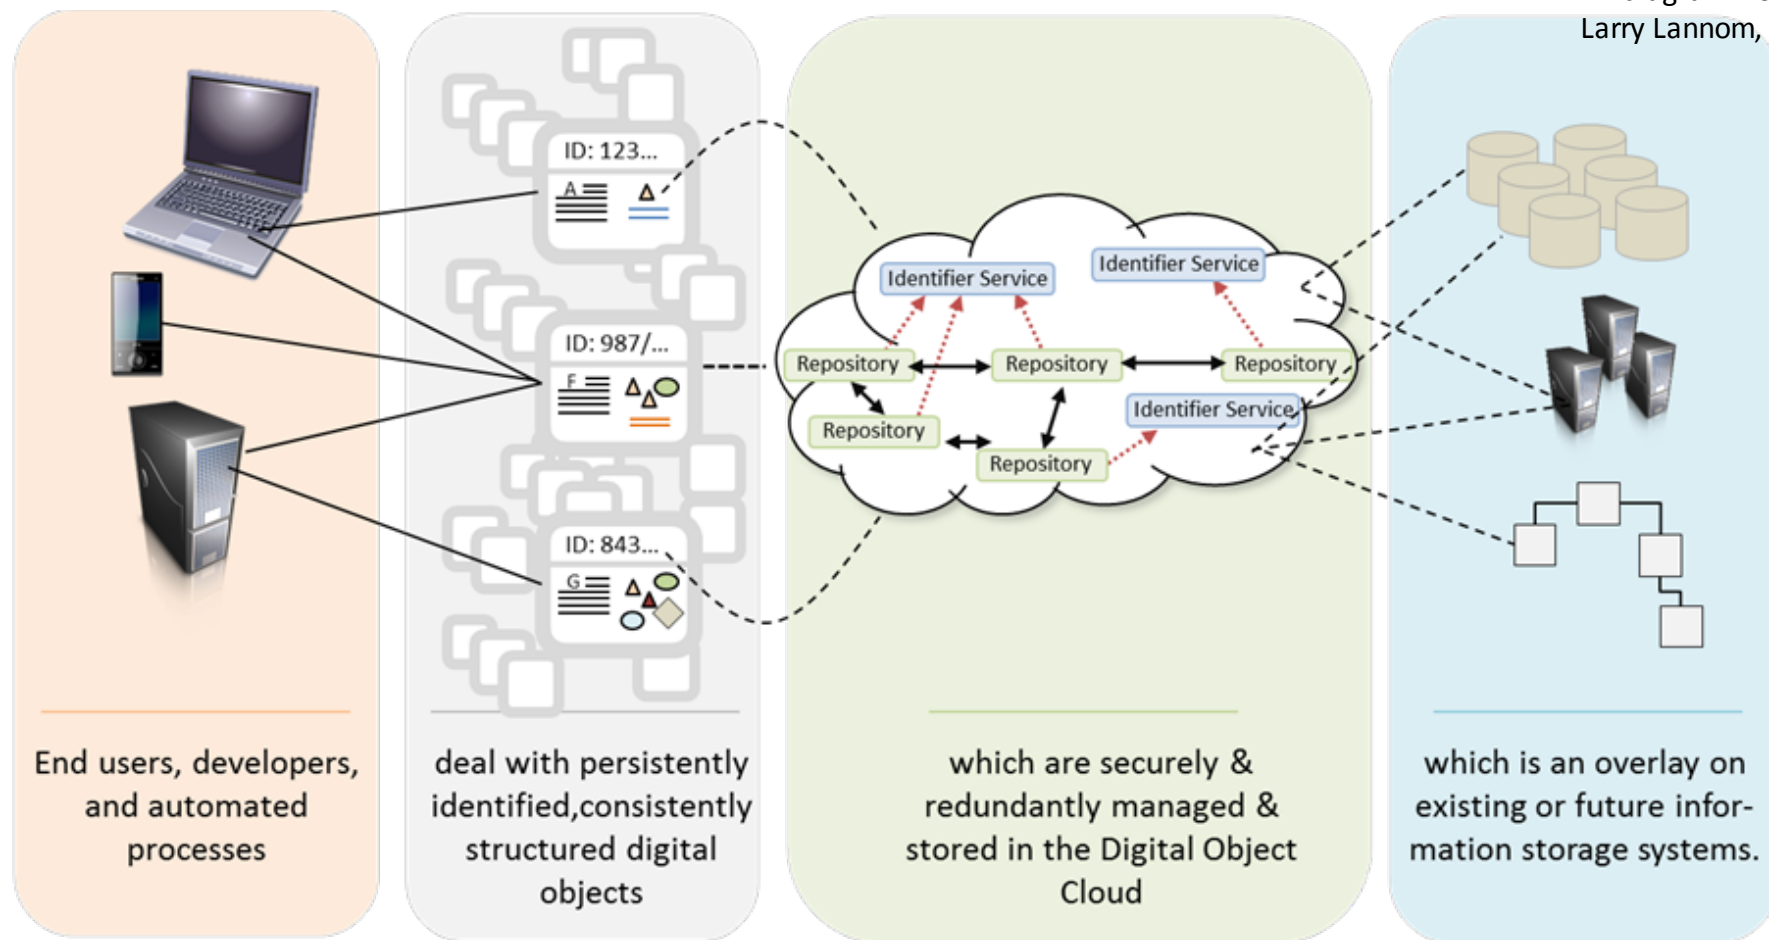 Larry Lannom,
ID: 123...
A
ID: 987/...
F
ID: 843...
G
Identifier Service
Identifier Service
Repository
Repository
Repository
Identifier Service
Repository
Repository
End users, developers,
and automated
processes
deal with persistently
identified,consistently
structured digital
objects
which are securely &
redundantly managed &
stored in the Digital Object
Cloud
which is an overlay on
existing or future infor-
mation storage systems.